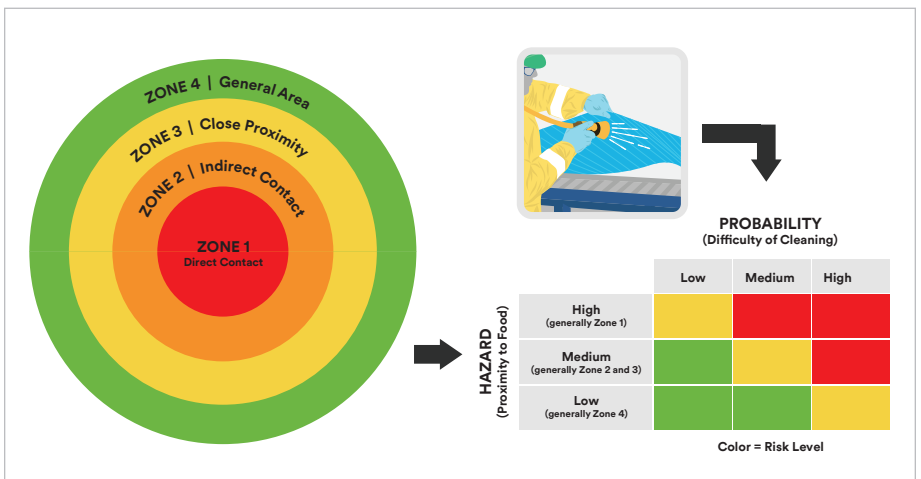 ZONE 4 | General Area
ZONE 3 | Close Proximity
ZONE 2 | Indirect Contact
ZONE 1
Direct Contact
PROBABILITY
(Difficulty of Cleaning)
Low Medium High
HAZARD
(Proximity to Food)
High
(generally Zone 1)
Medium
(generally Zone 2 and 3)
Low
(generally Zone 4)
Color = Risk Level